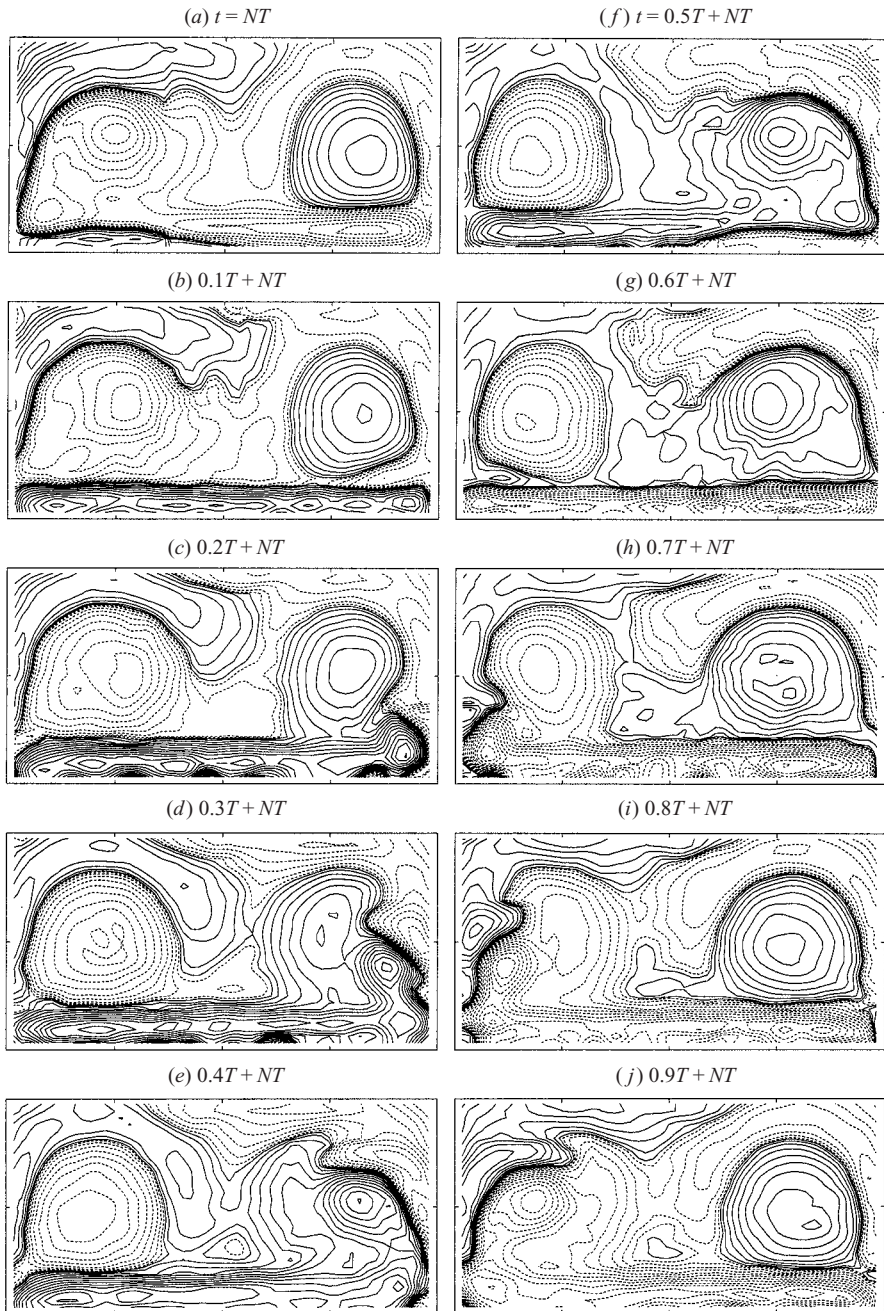 (a) t = NT
(f) t = 0.5T + NT
(b) 0.1T + NT
(g) 0.6T + NT
(c) 0.2T + NT
(h) 0.7T + NT
(d) 0.3T + NT
(i) 0.8T + NT
(e) 0.4T + NT
(j) 0.9T + NT